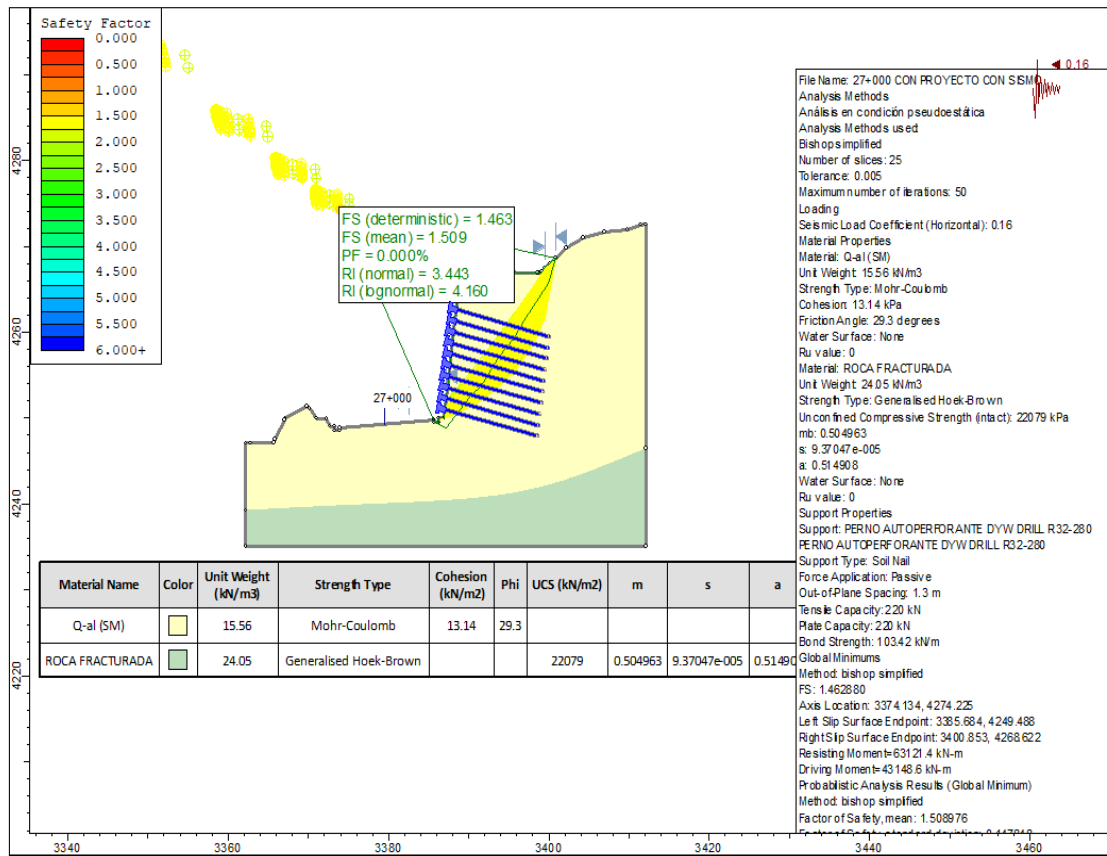 Safety Factor
0.000
0.500
1.000
1.500
2.000
2.500
3.000
3.500
4.000
4.500
5.000
5.500
6.000+
0.16
FS (deterministic) = 1.463
FS (mean) = 1.509
PF = 0.000%
RI (normal) = 3.443
RI (lognormal) = 4.160
27+000
File Name: 27+000 CON PROYECTO CON SISMO
Analysis Methods
Análisis en condición pseudoestática
Analysis Methods used
Bishop simplified
Number of slices: 25
Tolerance: 0.005
Maximum number of iterations: 50
Loading
Seismic Load Coefficient (Horizontal): 0.16
Material Properties
Material: Q-al (SM)
Unit Weight: 15.56 kN/m3
Strength Type: Mohr-Coulomb
Cohesion: 13.14 kPa
Friction Angle: 29.3 degrees
Water Surface: None
Ru value: 0
Material: ROCA FRACTURADA
Unit Weight: 24.05 kN/m3
Strength Type: Generalised Hoek-Brown
Unconfined Compressive Strength (intact): 22079 kPa
mb: 0.504963
s: 9.37047e-005
a: 0.514908
Water Surface: None
Ru value: 0
Support Properties
Support: PERNO AUTOPERFORANTE DYWDRILL R32-280
PERNO AUTOPERFORANTE DYWDRILL R32-280
Support Type: Soil Nail
Force Application: Passive
Out-of-Plane Spacing: 1.3 m
Tensile Capacity: 220 kN
Plate Capacity: 220 kN
Bond Strength: 103.42 kN/m
Global Minimums
Method: bishop simplified
FS: 1.462880
Axis Location: 3374.134, 4274.225
Left Slip Surface Endpoint: 3385.684, 4249.488
Right Slip Surface Endpoint: 3400.853, 4268.622
Resisting Moment=63121.4 kN-m
Driving Moment=43148.6 kN-m
Probabilistic Analysis Results (Global Minimum)
Method: bishop simplified
Factor of Safety, mean: 1.508976
Material Name Color Unit Weight (kN/m3) Strength Type Cohesion (kN/m2) Phi UCS (kN/m2) m s a
Q-al (SM) 15.56 Mohr-Coulomb 13.14 29.3
ROCA FRACTURADA 24.05 Generalised Hoek-Brown 22079 0.504963 9.37047e-005 0.51490
4280
4260
4240
4220
3340 3360 3380 3400 3420 3440 3460